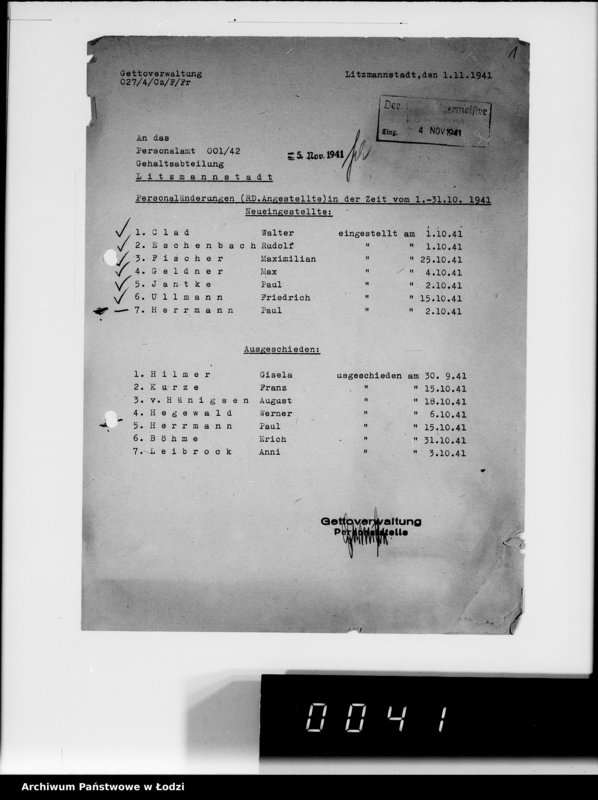 1
Gettoverwaltung
027/4/Cz/F/Fr
Litzmannstadt,den 1.11.1941
Der
Eing. 4 NOV 1941
An das
Personalamt 001/42
Gehaltsabteilung
Litzmannstadt
5. Nov. 1941
Personaländerungen (RD.Angestellte)in der Zeit vom 1.-31.10. 1941
Neueingestellte:
1. Clad Walter eingestellt am 1.10.41
2. Eschenbach Rudolf " " 1.10.41
3. Fischer Maximilian " " 25.10.41
4. Geldner Max " " 4.10.41
5. Jantke Paul " " 2.10.41
6. Ullmann Friedrich " " 15.10.41
7. Herrmann Paul " " 2.10.41
Ausgeschieden:
1. Hilmer Gisela ausgeschieden am 30. 9.41
2. Kurze Franz " " 15.10.41
3. v.Hänigsen August " " 18.10.41
4. Hegewald Werner " " 6.10.41
5. Herrmann Paul " " 15.10.41
6. Böhme Erich " " 31.10.41
7. Leibrock Anni " " 3.10.41
Gettoverwaltung
Personalstelle
0041
Archiwum Państwowe w Łodzi